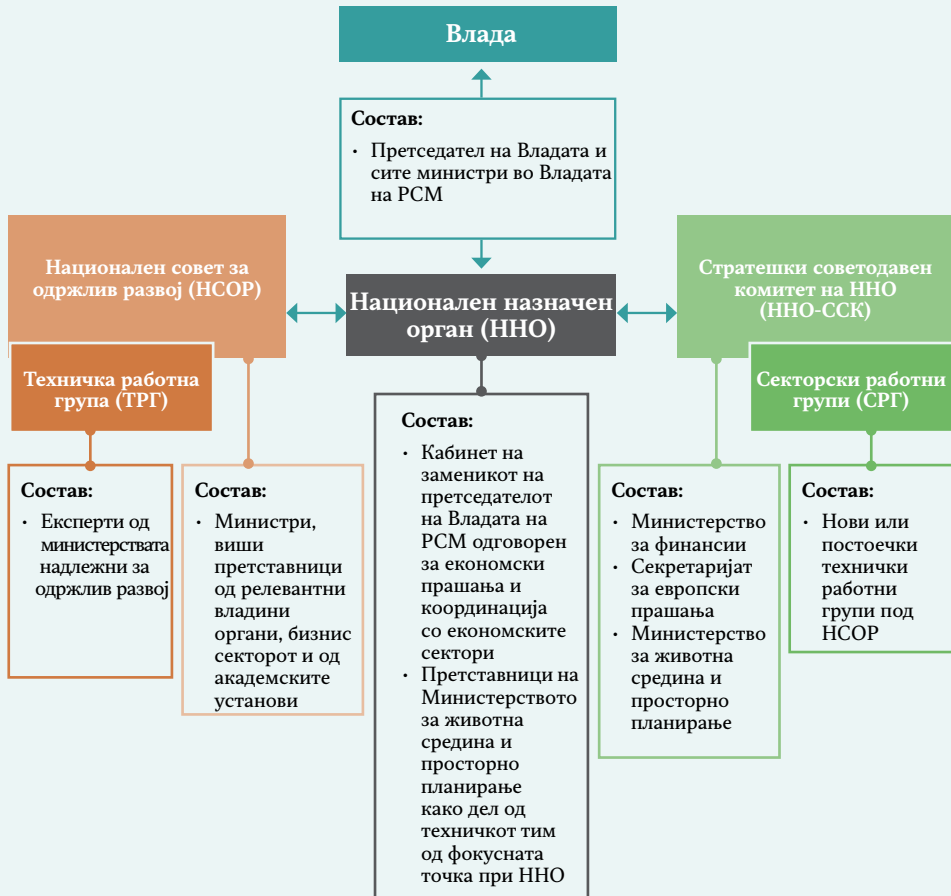 Влада
Состав:
· Претседател на Владата и
сите министри во Владата
на РСМ
Национален совет за
одржлив развој (НСОР)
Национален назначен
орган (ННО)
Стратешки советодавен
комитет на ННО
(ННО-ССК)
Техничка работна
група (ТРГ)
Секторски работни
групи (СРГ)
Состав:
· Експерти од
министерствата
надлежни за
одржлив развој
Состав:
· Министри,
виши
претставници
од релевантни
владини
органи, бизнис
секторот и од
академските
установи
Состав:
· Кабинет на
заменикот на
претседателот
на Владата на
РСМ одговорен
за економски
прашања и
координација
со економските
сектори
· Претставници на
Министерството
за животна
средина и
просторно
планирање
како дел од
техничкот тим
од фокусната
точка при ННО
Состав:
· Министерство
за финансии
· Секретаријат
за европски
прашања
· Министерство
за животна
средина и
просторно
планирање
Состав:
· Нови или
постоечки
технички
работни
групи под
НСОР